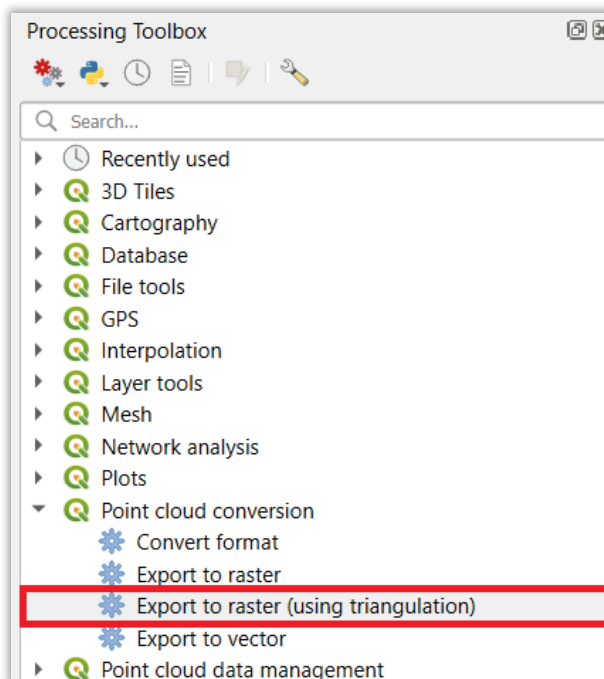 Processing Toolbox
Search...
Recently used
3D Tiles
Cartography
Database
File tools
GPS
Interpolation
Layer tools
Mesh
Network analysis
Plots
Point cloud conversion
Convert format
Export to raster
Export to raster (using triangulation)
Export to vector
Point cloud data management